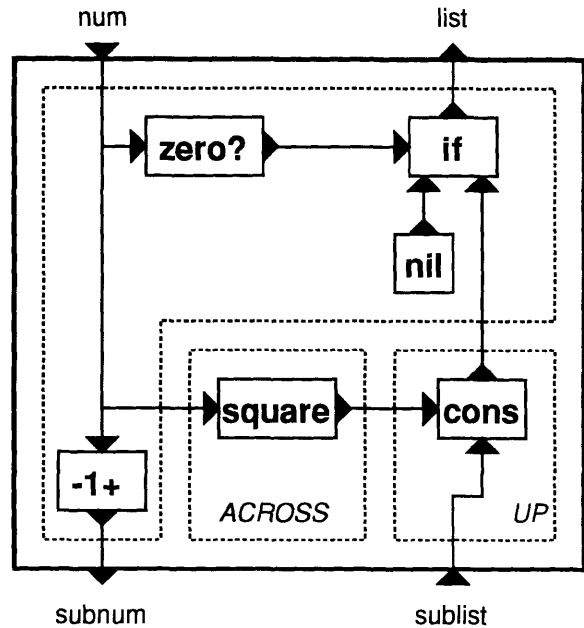 num list
zero? if
nil
square cons
-1+
ACROSS UP
subnum sublist